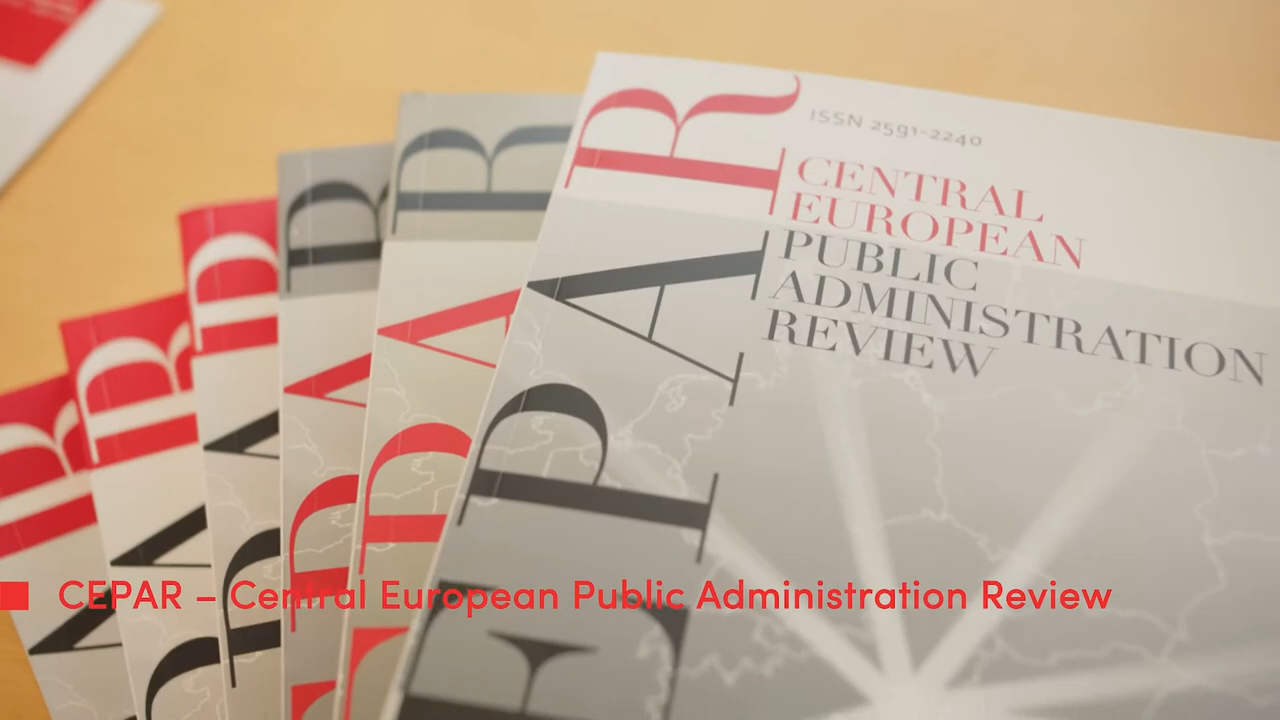 ISSN 2591-2240
CENTRAL
EUROPEAN
PUBLIC
ADMINISTRATION
REVIEW
CEPAR – Central European Public Administration Review